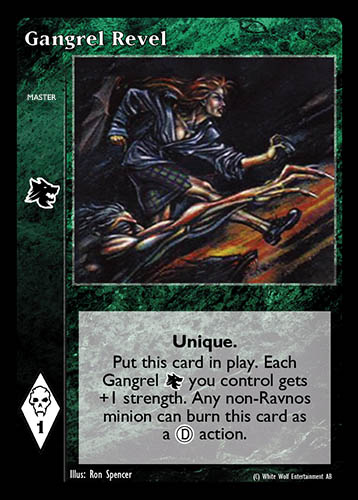 Gangrel Revel
MASTER
Unique.
Put this card in play. Each
Gangrel you control gets
+1 strength. Any non-Ravnos
minion can burn this card as
a Ⓓ action.
1
Illus: Ron Spencer
(C) White Wolf Entertainment AB